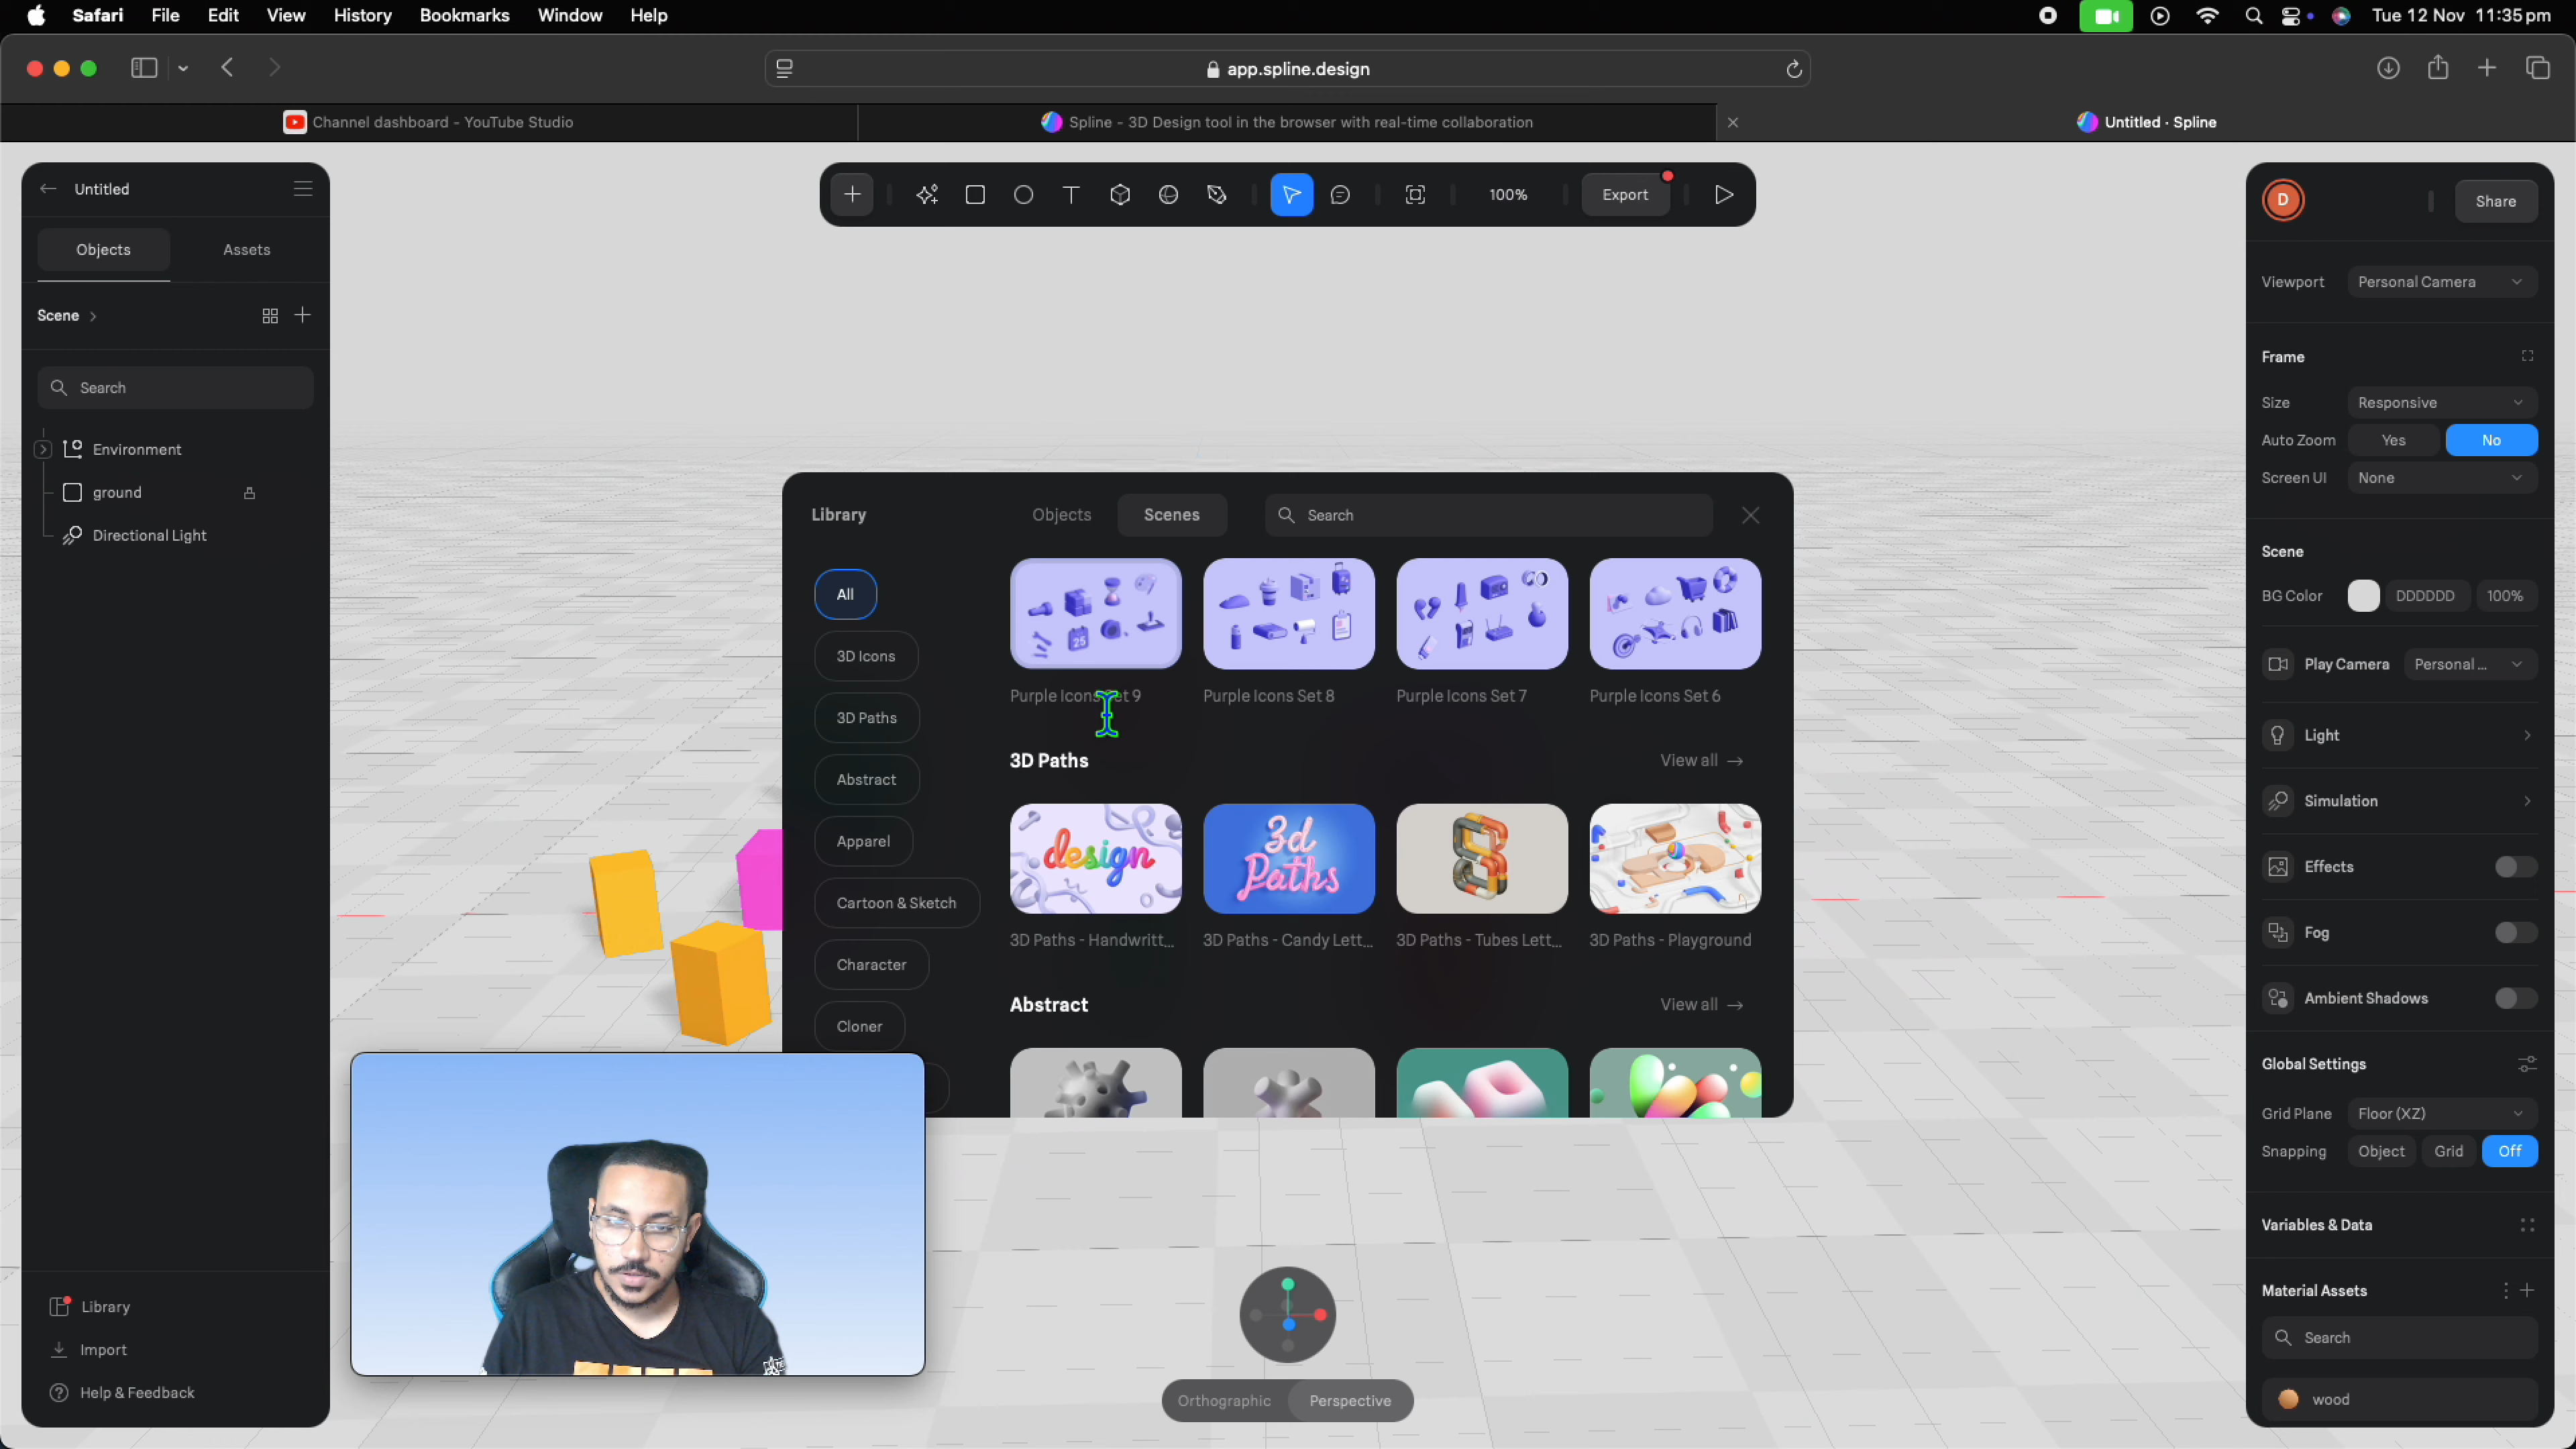 Safari File Edit View History Bookmarks Window Help Tue 12 Nov 11:35 pm
app.spline.design
Channel dashboard - YouTube Studio
Spline - 3D Design tool in the browser with real-time collaboration
Untitled · Spline
Untitled
Objects Assets
Scene
Search
Environment
ground
Directional Light
Library
Import
Help & Feedback
100% Export
Library Objects Scenes Search
All
3D Icons
3D Paths
Abstract
Apparel
Cartoon & Sketch
Character
Cloner
25
Purple Icons Set 9 Purple Icons Set 8 Purple Icons Set 7 Purple Icons Set 6
3D Paths View all →
design
3d
Paths
3D Paths - Handwritt... 3D Paths - Candy Lett... 3D Paths - Tubes Lett... 3D Paths - Playground
Abstract View all →
Orthographic Perspective
D Share
Viewport Personal Camera
Frame
Size Responsive
Auto Zoom Yes No
Screen UI None
Scene
BG Color DDDDDD 100%
Play Camera Personal ...
Light
Simulation
Effects
Fog
Ambient Shadows
Global Settings
Grid Plane Floor (XZ)
Snapping Object Grid Off
Variables & Data
Material Assets
Search
wood